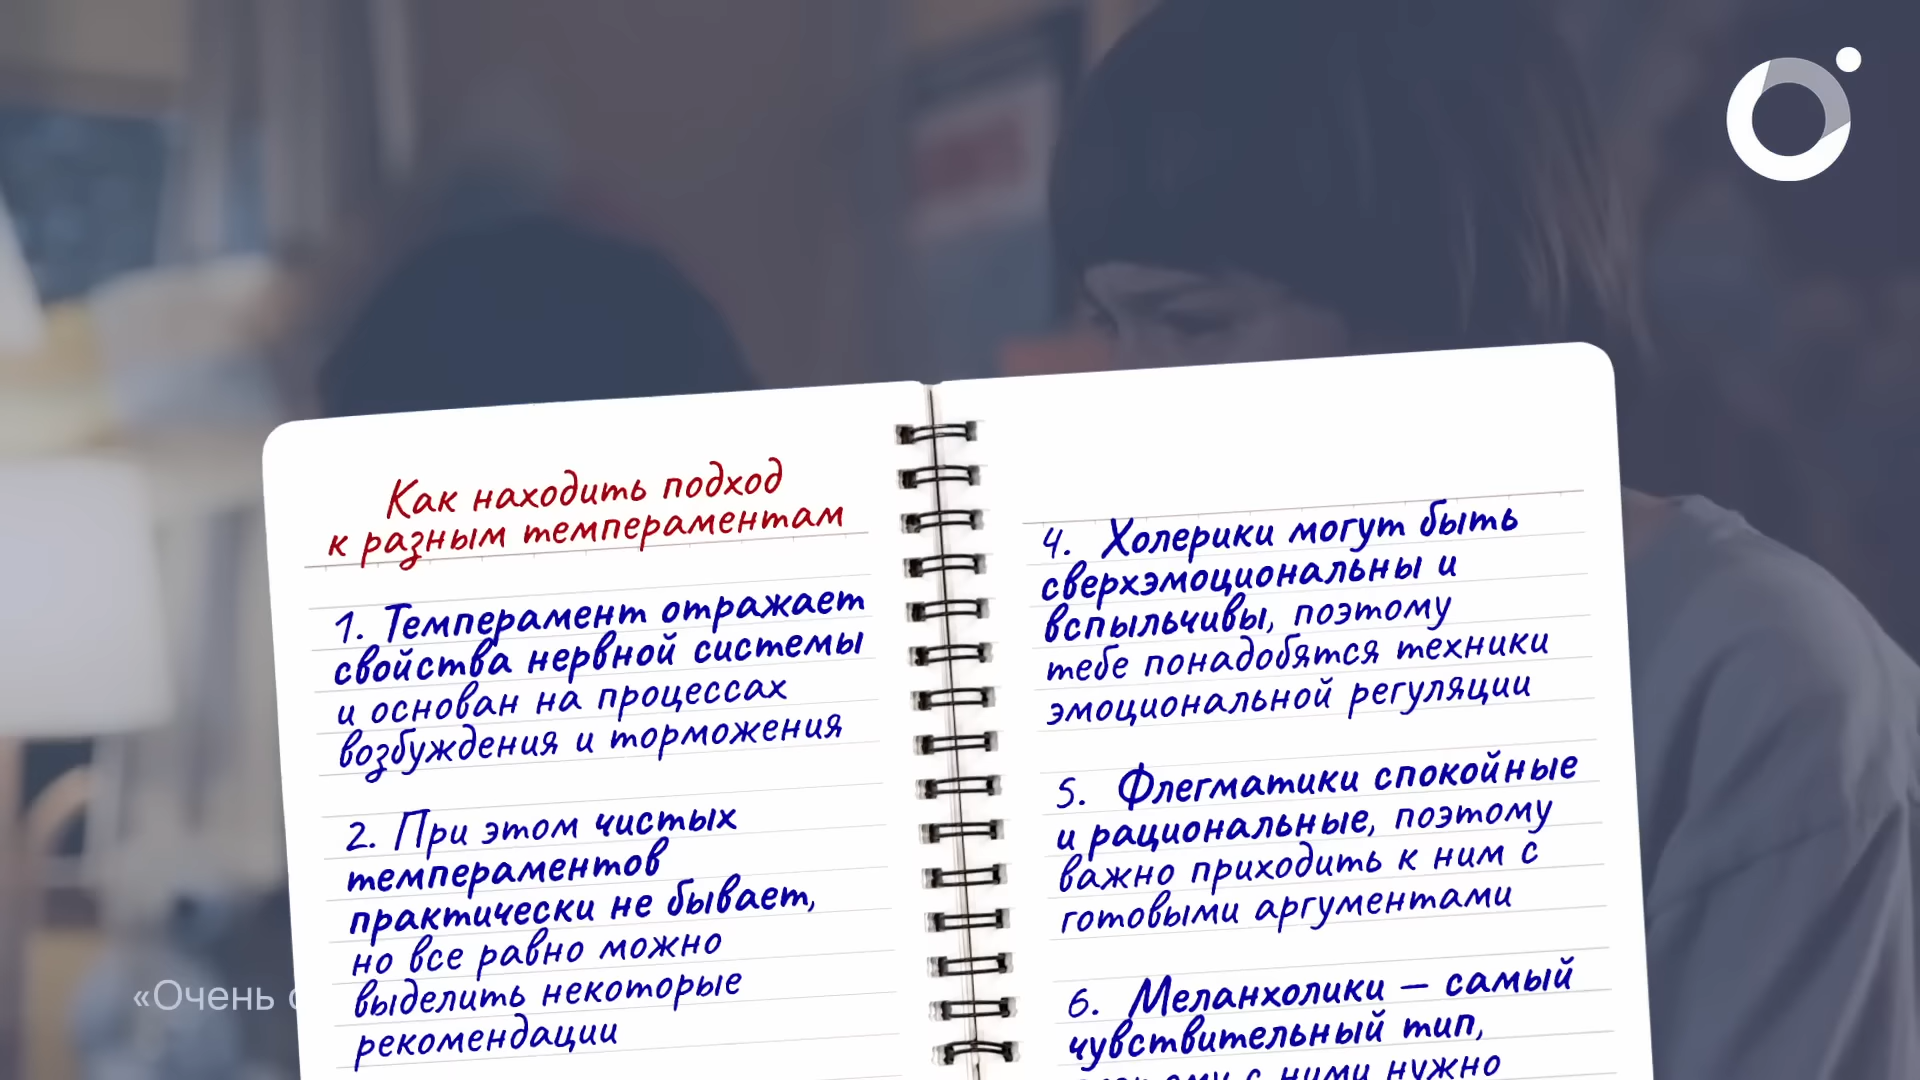 Как находить подход
к разным темпераментам
1. Темперамент отражает
свойства нервной системы
и основан на процессах
возбуждения и торможения
2. При этом чистых
темпераментов
практически не бывает,
но все равно можно
выделить некоторые
рекомендации
4. Холерики могут быть
сверхэмоциональны и
вспыльчивы, поэтому
тебе понадобятся техники
эмоциональной регуляции
5. Флегматики спокойные
и рациональные, поэтому
важно приходить к ним с
готовыми аргументами
6. Меланхолики — самый
чувствительный тип,
с ними нужно
«Очень